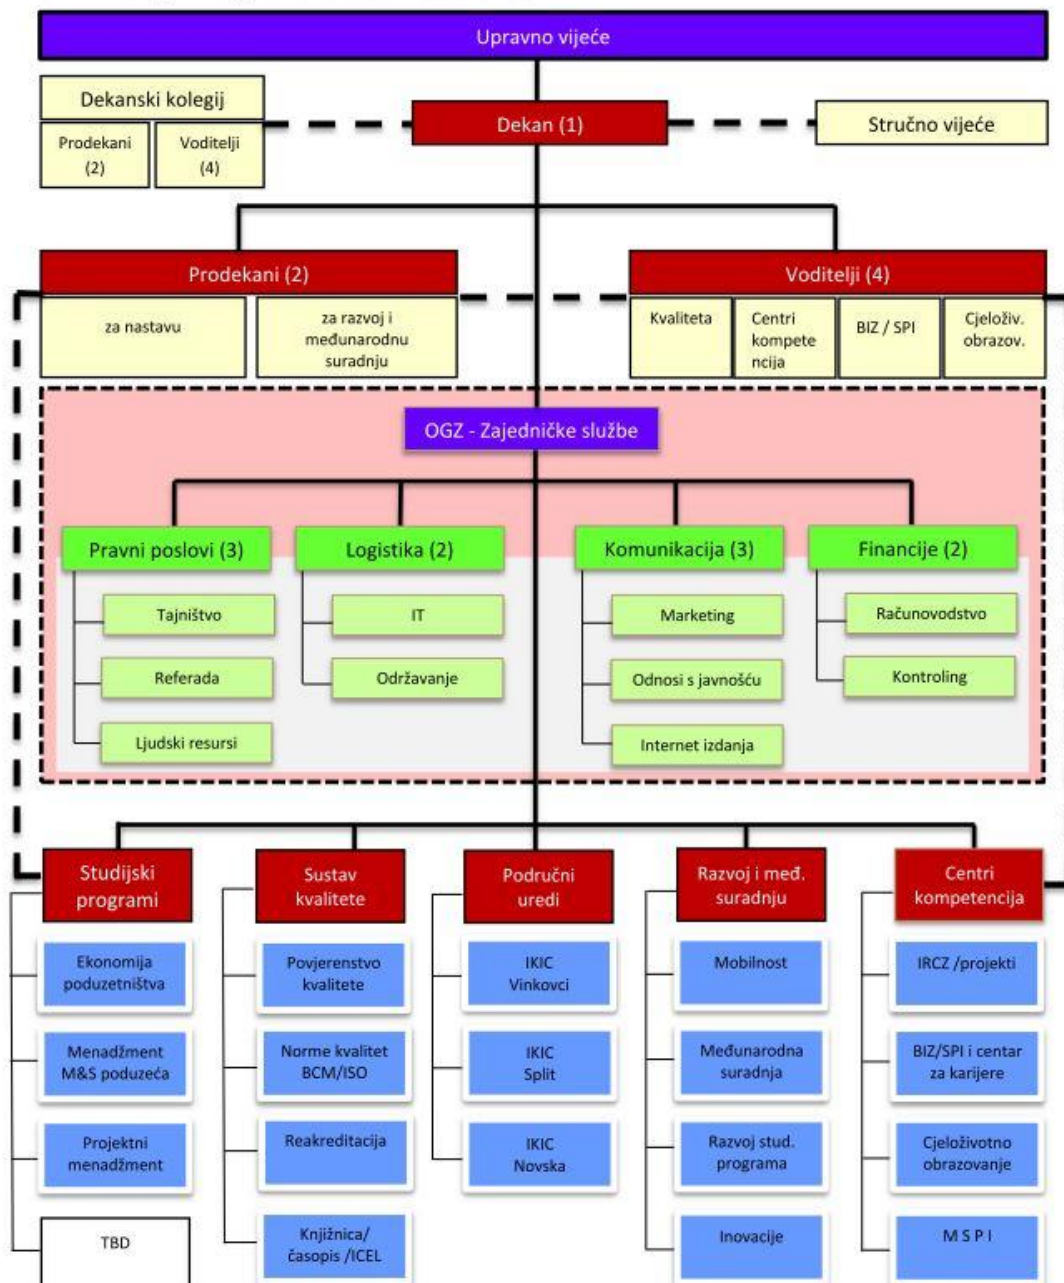 Upravno vijeće
Dekanski kolegij
Prodekani
(2)
Voditelji
(4)
Dekan (1)
Stručno vijeće
Prodekani (2)
za nastavu
za razvoj i
međunarodnu
suradnju
Voditelji (4)
Kvaliteta
Centri
kompete
ncija
BIZ / SPI
Cjeloživ.
obrazov.
OGZ - Zajedničke službe
Pravni poslovi (3)
Tajništvo
Referada
Ljudski resursi
Logistika (2)
IT
Održavanje
Komunikacija (3)
Marketing
Odnosi s javnošću
Internet izdanja
Financije (2)
Računovodstvo
Kontroling
Studijski
programi
Ekonomija
poduzetništva
Menadžment
M&S poduzeća
Projektni
menadžment
TBD
Sustav
kvalitete
Povjerenstvo
kvalitete
Norme kvalitet
BCM/ISO
Reakreditacija
Knjižnica/
časopis /ICEL
Područni
uredi
IKIC
Vinkovci
IKIC
Split
IKIC
Novska
Razvoj i međ.
suradnju
Mobilnost
Međunarodna
suradnja
Razvoj stud.
programa
Inovacije
Centri
kompetencija
IRCZ /projekti
BIZ/SPI i centar
za karijere
Cjeloživotno
obrazovanje
M S P I